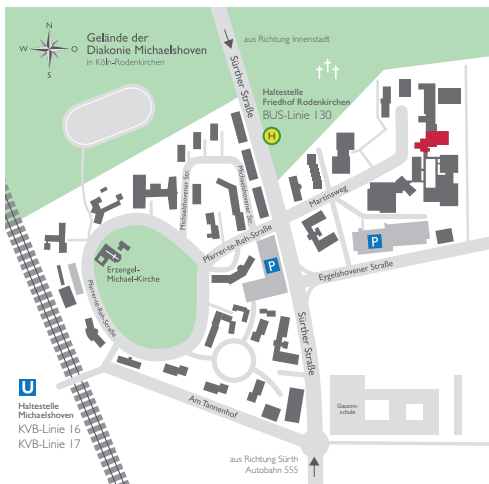 N
W
O
S
Gelände der
Diakonie Michaelshoven
in Köln-Rodenkirchen
aus Richtung Innenstadt
Sürther Straße
Haltestelle
Friedhof Rodenkirchen
BUS-Linie 130
H
Michaelshovener Str.
Michaelshovener Str.
Martinsweg
Pfarrer-te-Reh-Straße
P
P
Erzengel-
Michael-Kirche
Eygelshovener Straße
Pfarrer-te-Reh-Straße
Sürther Straße
U
Haltestelle
Michaelshoven
KVB-Linie 16
KVB-Linie 17
Am Tannenhof
Gesamt-
schule
aus Richtung Sürth
Autobahn 555